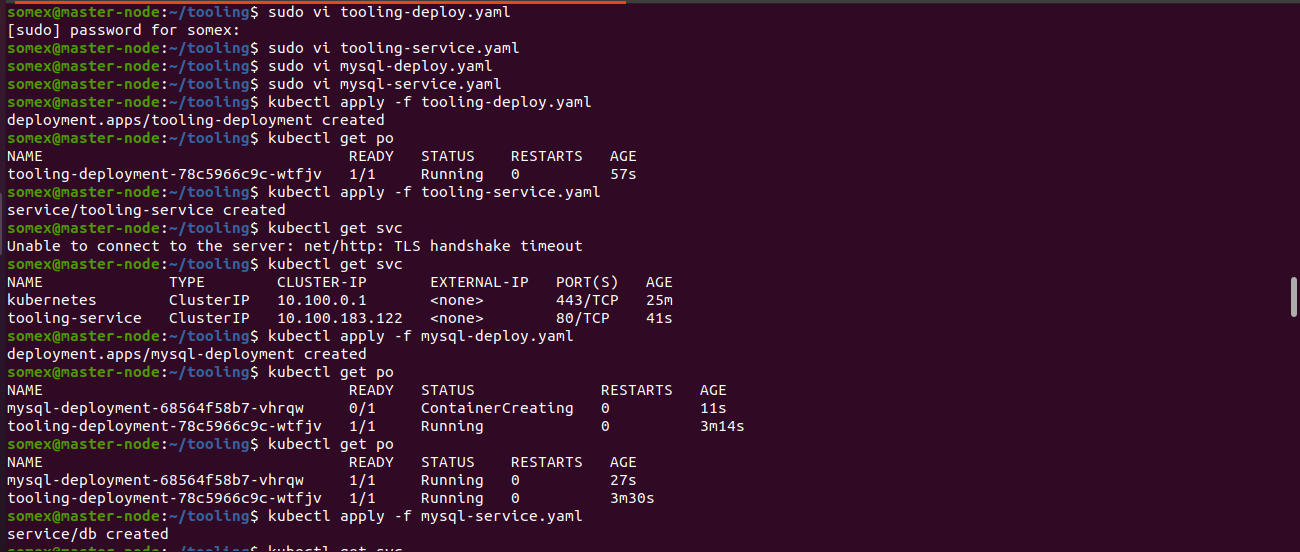 somex@master-node:~/tooling$ sudo vi tooling-deploy.yaml
[sudo] password for somex:
somex@master-node:~/tooling$ sudo vi tooling-service.yaml
somex@master-node:~/tooling$ sudo vi mysql-deploy.yaml
somex@master-node:~/tooling$ sudo vi mysql-service.yaml
somex@master-node:~/tooling$ kubectl apply -f tooling-deploy.yaml
deployment.apps/tooling-deployment created
somex@master-node:~/tooling$ kubectl get po
NAME                                  READY   STATUS    RESTARTS   AGE
tooling-deployment-78c5966c9c-wtfjv   1/1     Running   0          57s
somex@master-node:~/tooling$ kubectl apply -f tooling-service.yaml
service/tooling-service created
somex@master-node:~/tooling$ kubectl get svc
Unable to connect to the server: net/http: TLS handshake timeout
somex@master-node:~/tooling$ kubectl get svc
NAME              TYPE        CLUSTER-IP       EXTERNAL-IP   PORT(S)   AGE
kubernetes        ClusterIP   10.100.0.1       <none>        443/TCP   25m
tooling-service   ClusterIP   10.100.183.122   <none>        80/TCP    41s
somex@master-node:~/tooling$ kubectl apply -f mysql-deploy.yaml
deployment.apps/mysql-deployment created
somex@master-node:~/tooling$ kubectl get po
NAME                                  READY   STATUS              RESTARTS   AGE
mysql-deployment-68564f58b7-vhrqw     0/1     ContainerCreating   0          11s
tooling-deployment-78c5966c9c-wtfjv   1/1     Running             0          3m14s
somex@master-node:~/tooling$ kubectl get po
NAME                                  READY   STATUS    RESTARTS   AGE
mysql-deployment-68564f58b7-vhrqw     1/1     Running   0          27s
tooling-deployment-78c5966c9c-wtfjv   1/1     Running   0          3m30s
somex@master-node:~/tooling$ kubectl apply -f mysql-service.yaml
service/db created
somex@master-node:~/tooling$ kubectl get svc